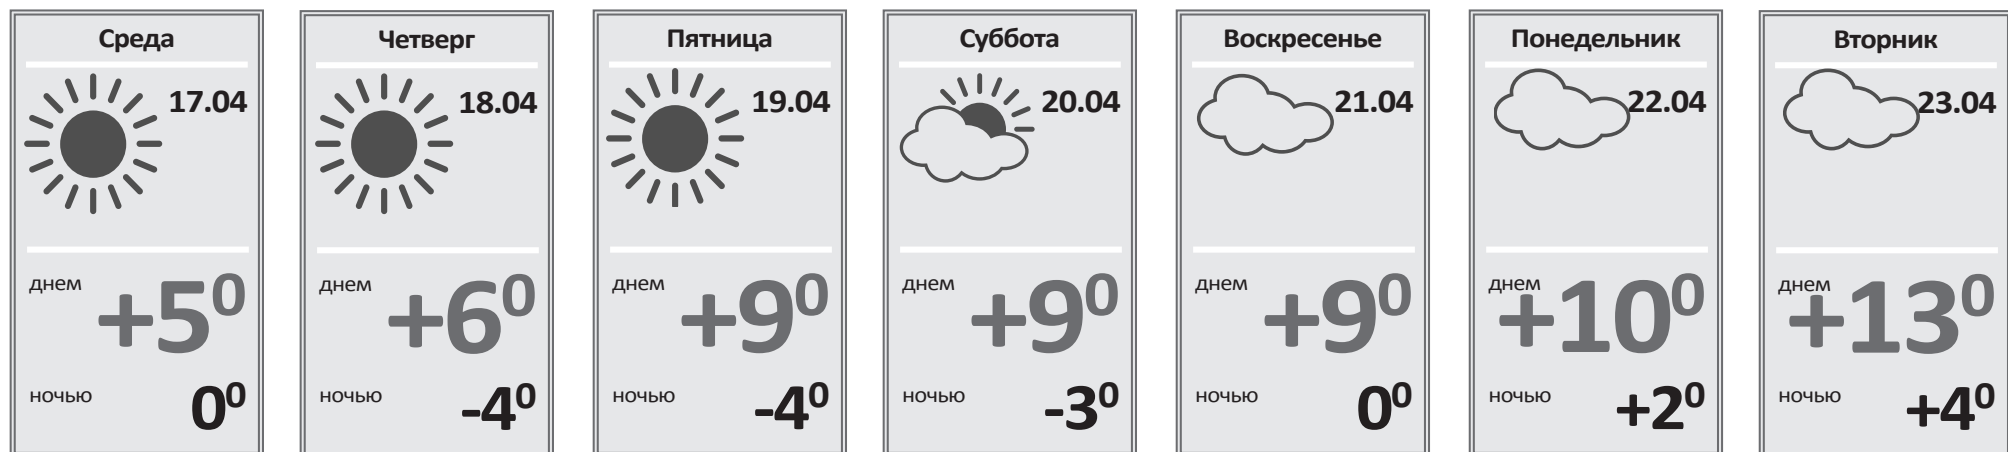 Среда
17.04
днем
+5⁰
ночью
0⁰
Четверг
18.04
днем
+6⁰
ночью
-4⁰
Пятница
19.04
днем
+9⁰
ночью
-4⁰
Суббота
20.04
днем
+9⁰
ночью
-3⁰
Воскресенье
21.04
днем
+9⁰
ночью
0⁰
Понедельник
22.04
днем
+10⁰
ночью
+2⁰
Вторник
23.04
днем
+13⁰
ночью
+4⁰